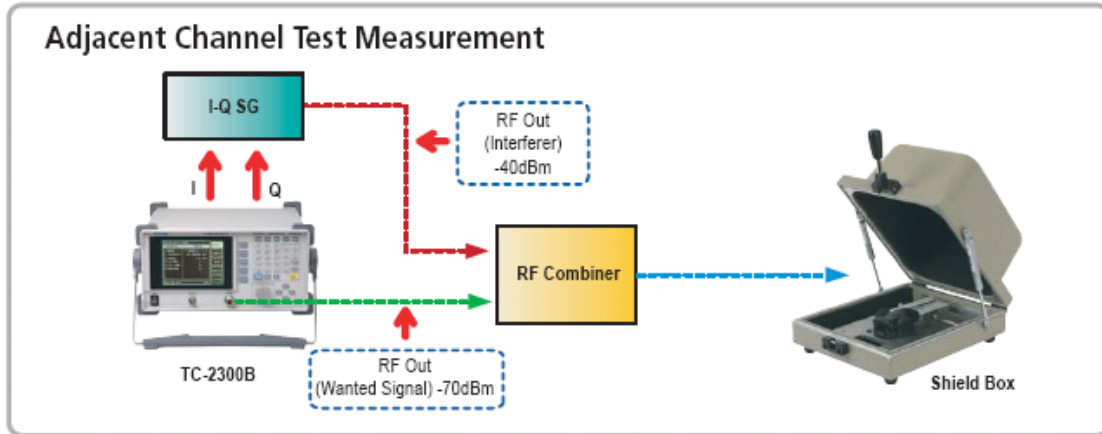 Adjacent Channel Test Measurement
I-Q SG
RF Out
(Interferer)
-40dBm
I
Q
RF Combiner
TC-2300B
RF Out
(Wanted Signal) -70dBm
Shield Box